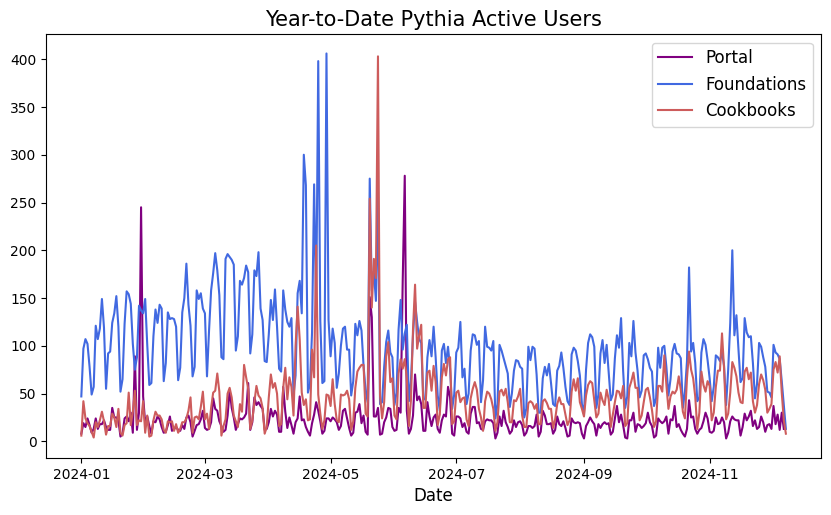 Year-to-Date Pythia Active Users
Portal
Foundations
Cookbooks
400
350
300
250
200
150
100
50
0
2024-01 2024-03 2024-05 2024-07 2024-09 2024-11
Date